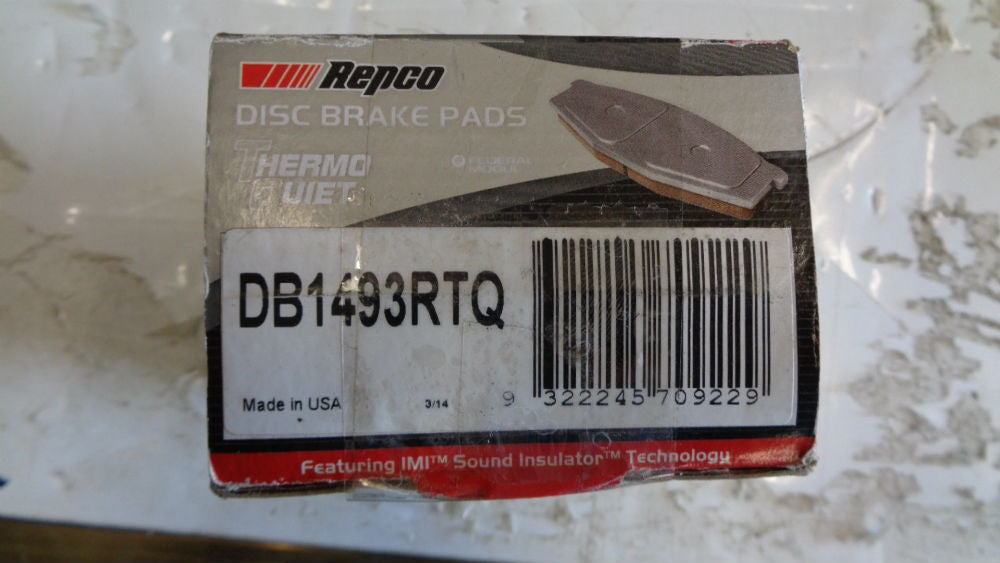 Repco
DISC BRAKE PADS
THERMO
QUIET
FEDERAL
MOGUL
DB1493RTQ
Made in USA
3/14
9 322245 709229
Featuring IMI™ Sound Insulator™ Technology